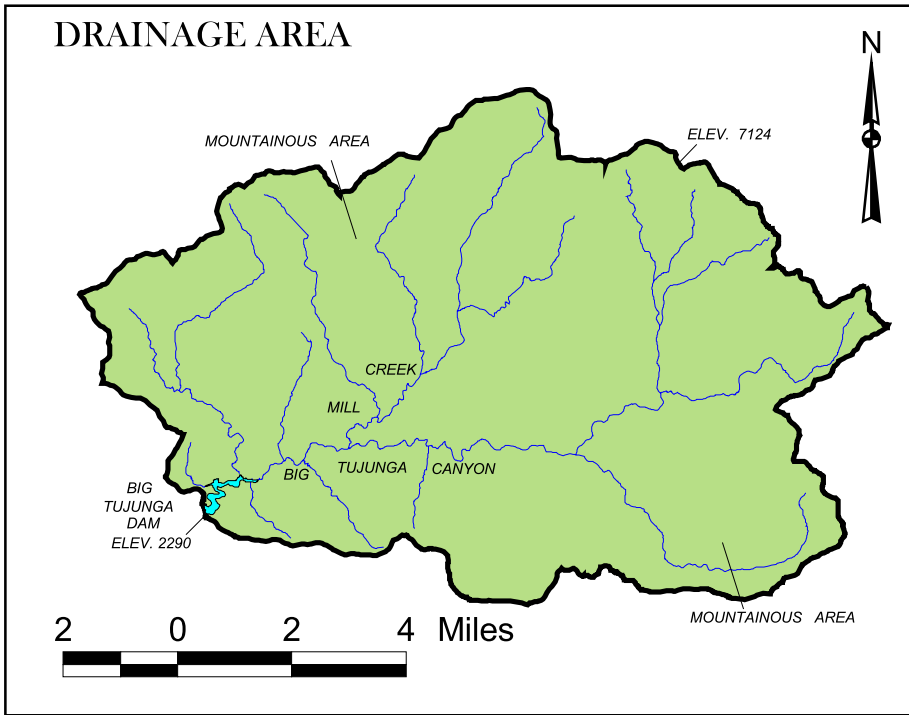 DRAINAGE AREA
N
MOUNTAINOUS AREA
ELEV. 7124
CREEK
MILL
BIG TUJUNGA CANYON
BIG
TUJUNGA
DAM
ELEV. 2290
MOUNTAINOUS AREA
2 0 2 4 Miles